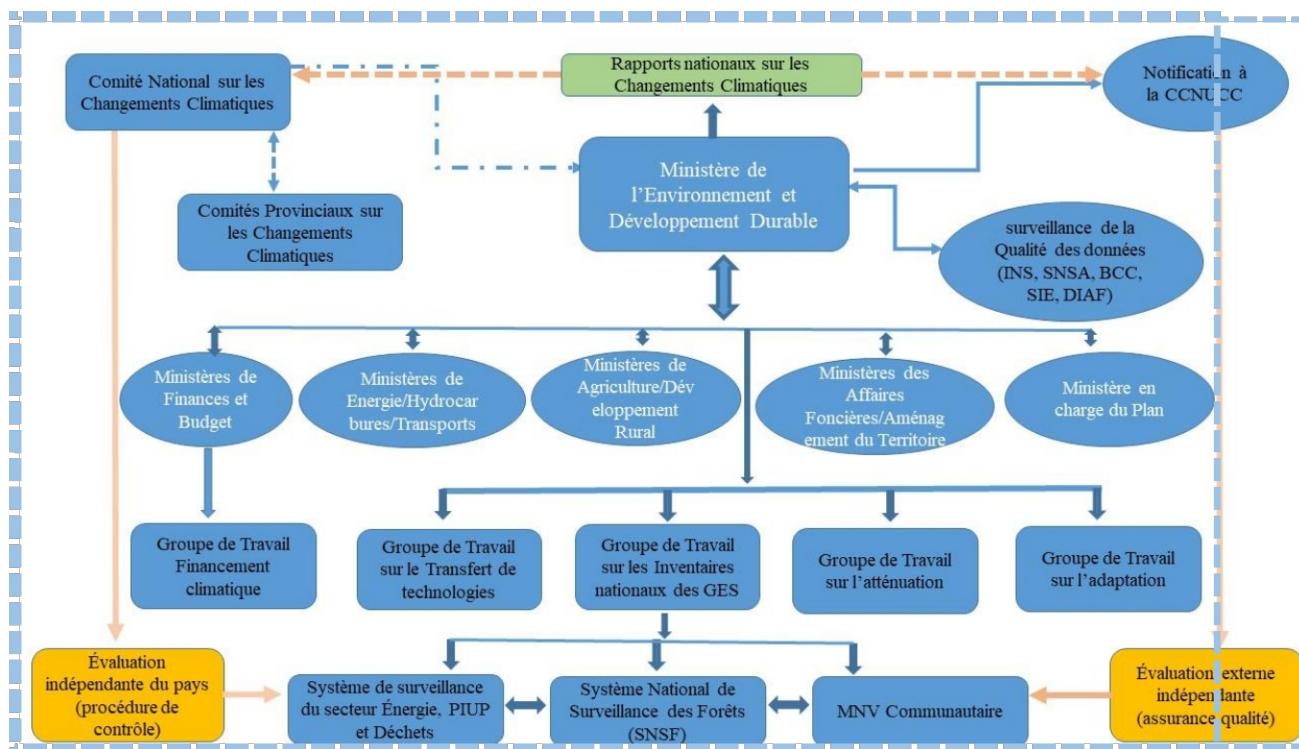 Comité National sur les
Changements Climatiques
Rapports nationaux sur les
Changements Climatiques
Notification à
la CCNUCC
Ministère de
l'Environnement et
Développement Durable
Comités Provinciaux sur
les Changements
Climatiques
surveillance de la
Qualité des données
(INS, SNSA, BCC,
SIE, DIAF)
Ministères de
Finances et
Budget
Ministères de
Energie/Hydrocar
bures/Transports
Ministères de
Agriculture/Dév
eloppement
Rural
Ministères des
Affaires
Foncières/Aménag
ement du Territoire
Ministère en
charge du Plan
Groupe de Travail
Financement
climatique
Groupe de Travail
sur le Transfert de
technologies
Groupe de Travail
sur les Inventaires
nationaux des GES
Groupe de Travail
sur l'atténuation
Groupe de Travail
sur l'adaptation
Évaluation
indépendante du pays
(procédure de
contrôle)
Système de surveillance
du secteur Énergie, PIUP
et Déchets
Système National de
Surveillance des Forêts
(SNSF)
MNV Communautaire
Évaluation externe
indépendante
(assurance qualité)